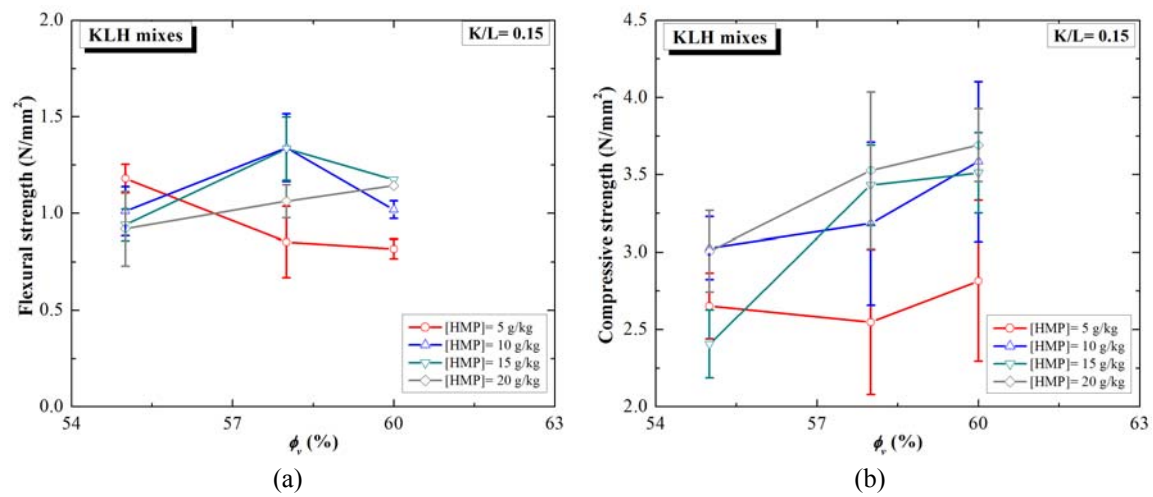 KLH mixes
K/L= 0.15
Flexural strength (N/mm²)
2.0
1.5
1.0
0.5
0.0
[HMP]= 5 g/kg
[HMP]= 10 g/kg
[HMP]= 15 g/kg
[HMP]= 20 g/kg
54
57
60
63
ϕᵥ (%)
(a)
KLH mixes
K/L= 0.15
Compressive strength (N/mm²)
4.5
4.0
3.5
3.0
2.5
2.0
[HMP]= 5 g/kg
[HMP]= 10 g/kg
[HMP]= 15 g/kg
[HMP]= 20 g/kg
54
57
60
63
ϕᵥ (%)
(b)